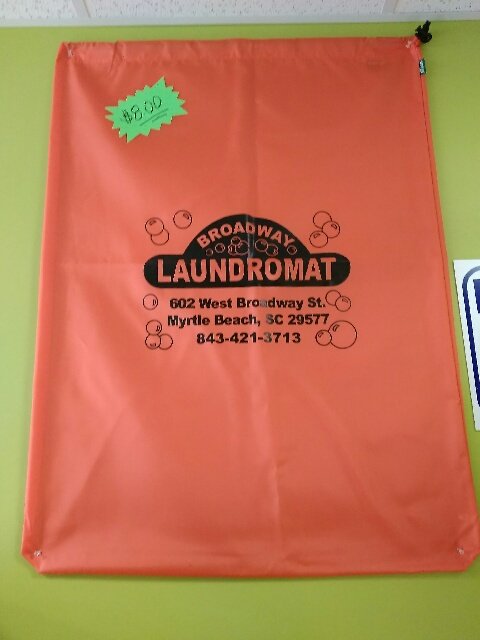 $8.00
BROADWAY
LAUNDROMAT
602 West Broadway St.
Myrtle Beach, SC 29577
843-421-3713